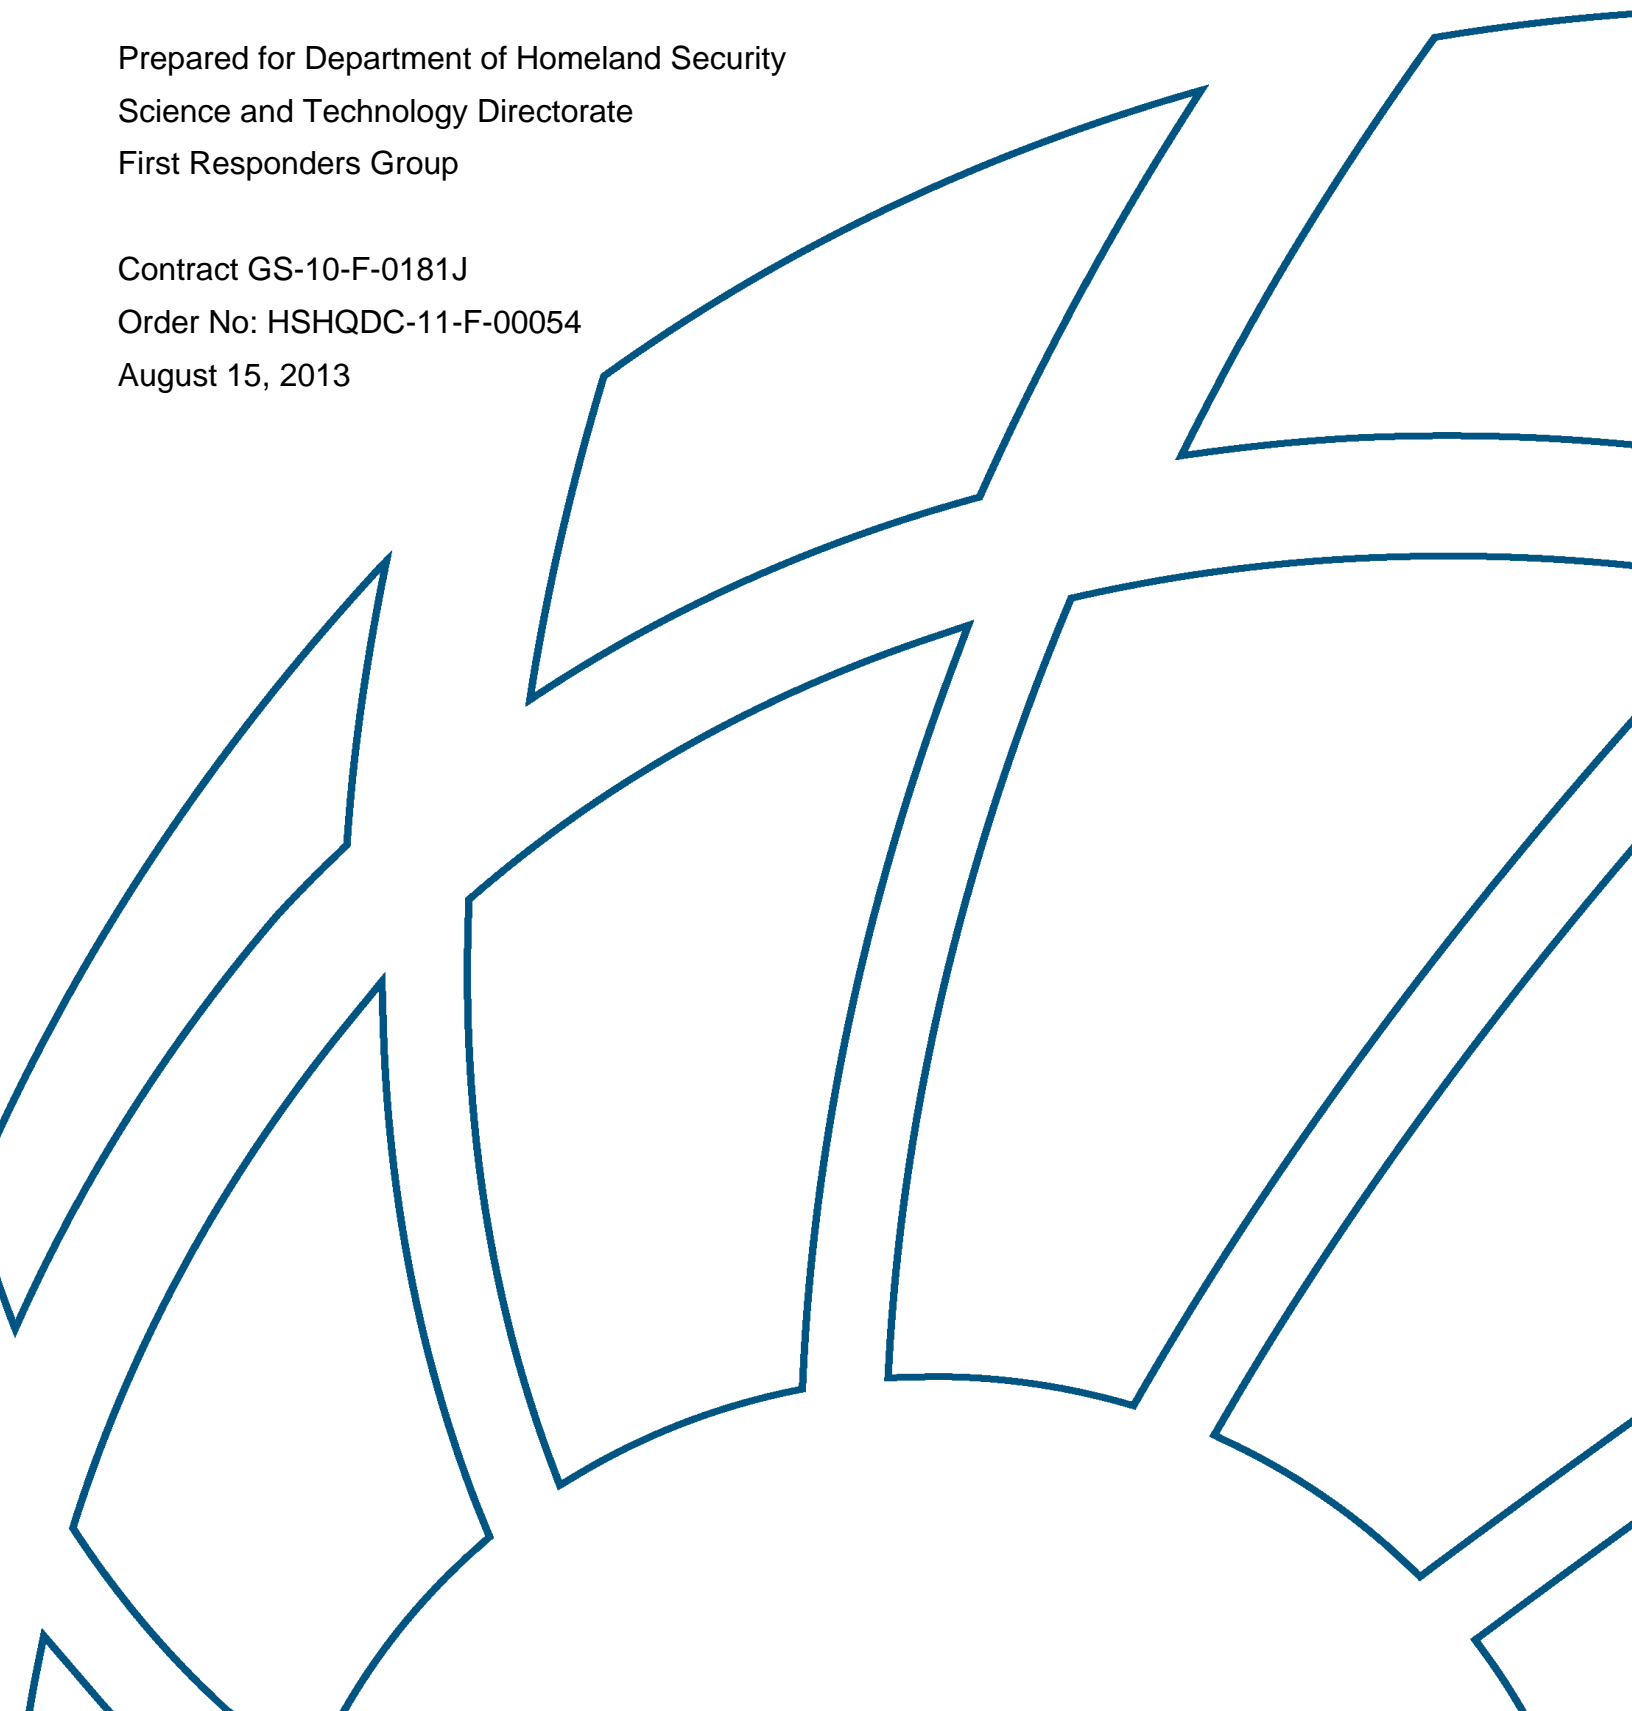 Prepared for Department of Homeland Security
Science and Technology Directorate
First Responders Group
Contract GS-10-F-0181J
Order No: HSHQDC-11-F-00054
August 15, 2013